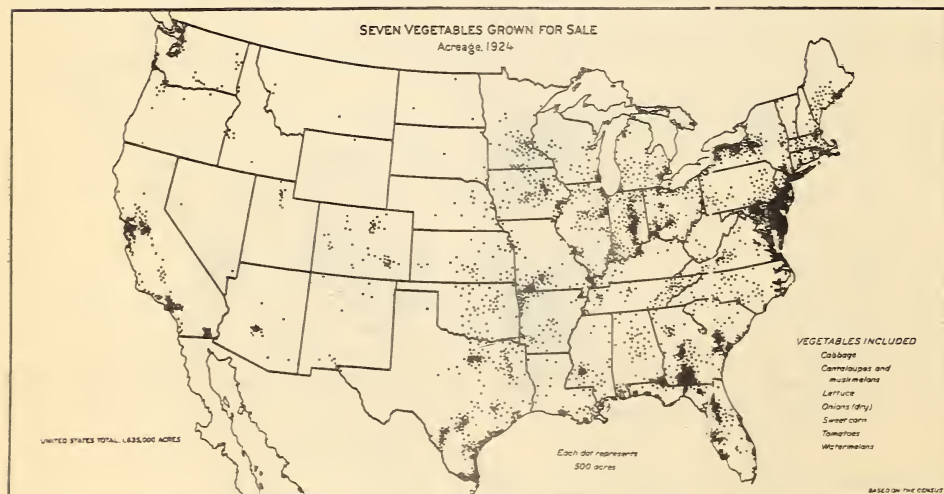 SEVEN VEGETABLES GROWN FOR SALE
Acreage, 1924
VEGETABLES INCLUDED
Cabbage
Cantaloupes and
muskmelons
Lettuce
Onions (dry)
Sweet corn
Tomatoes
Watermelons
UNITED STATES TOTAL, 1,635,000 ACRES
Each dot represents
500 acres
BASED ON THE CENSUS